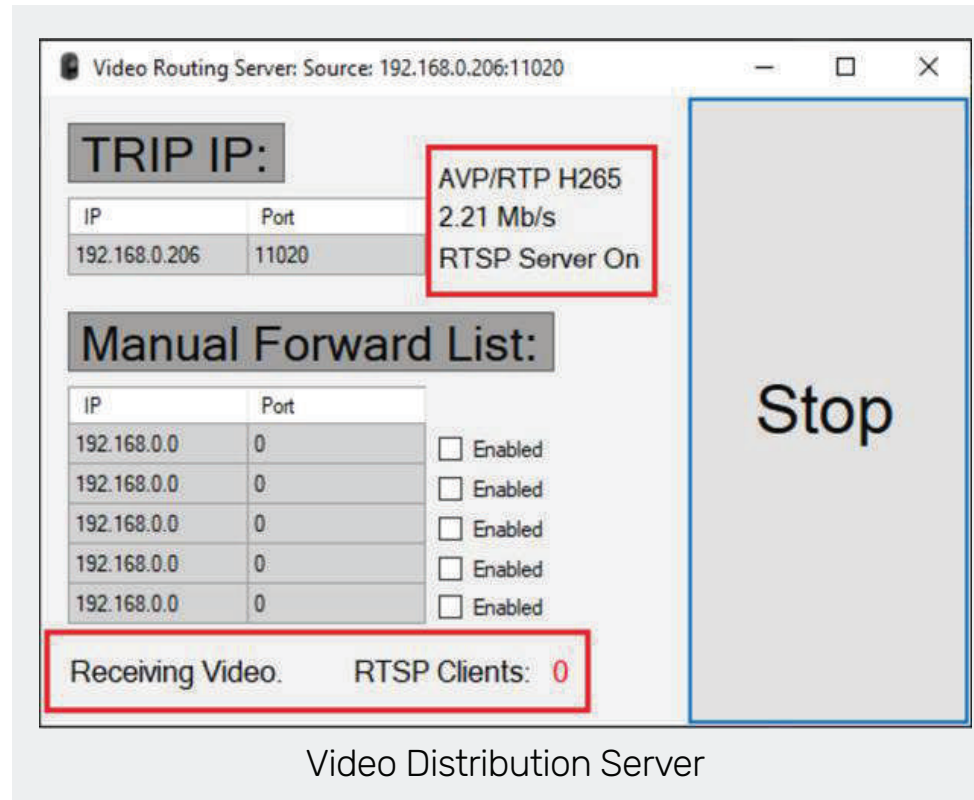 Video Routing Server: Source: 192.168.0.206:11020
TRIP IP:
IP Port
192.168.0.206 11020
AVP/RTP H265
2.21 Mb/s
RTSP Server On
Manual Forward List:
IP Port
192.168.0.0 0 Enabled
192.168.0.0 0 Enabled
192.168.0.0 0 Enabled
192.168.0.0 0 Enabled
192.168.0.0 0 Enabled
Receiving Video. RTSP Clients: 0
Stop
Video Distribution Server